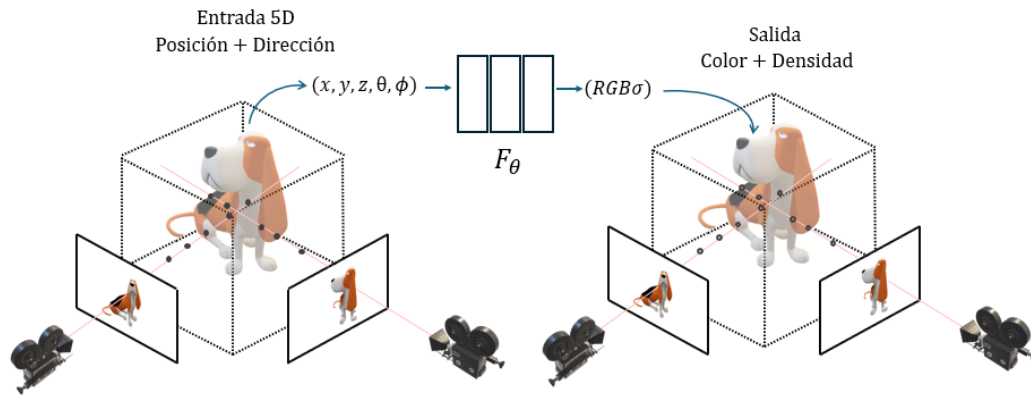 Entrada 5D
Posición + Dirección
Salida
Color + Densidad
(x, y, z, θ, ϕ)
(RGBσ)
F_θ